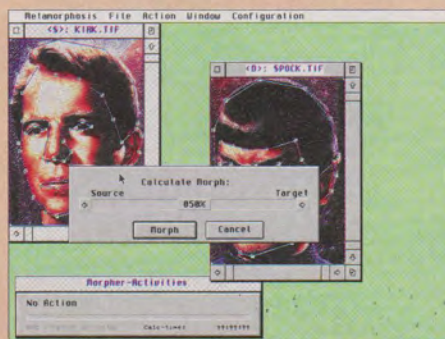 Metamorphosis File Action Window Configuration
<S>: KIRK.TIF
<D>: SPOCK.TIF
Calculate Morph:
Source Target
050%
Morph Cancel
Morpher-Activities
No Action
Calc-timer